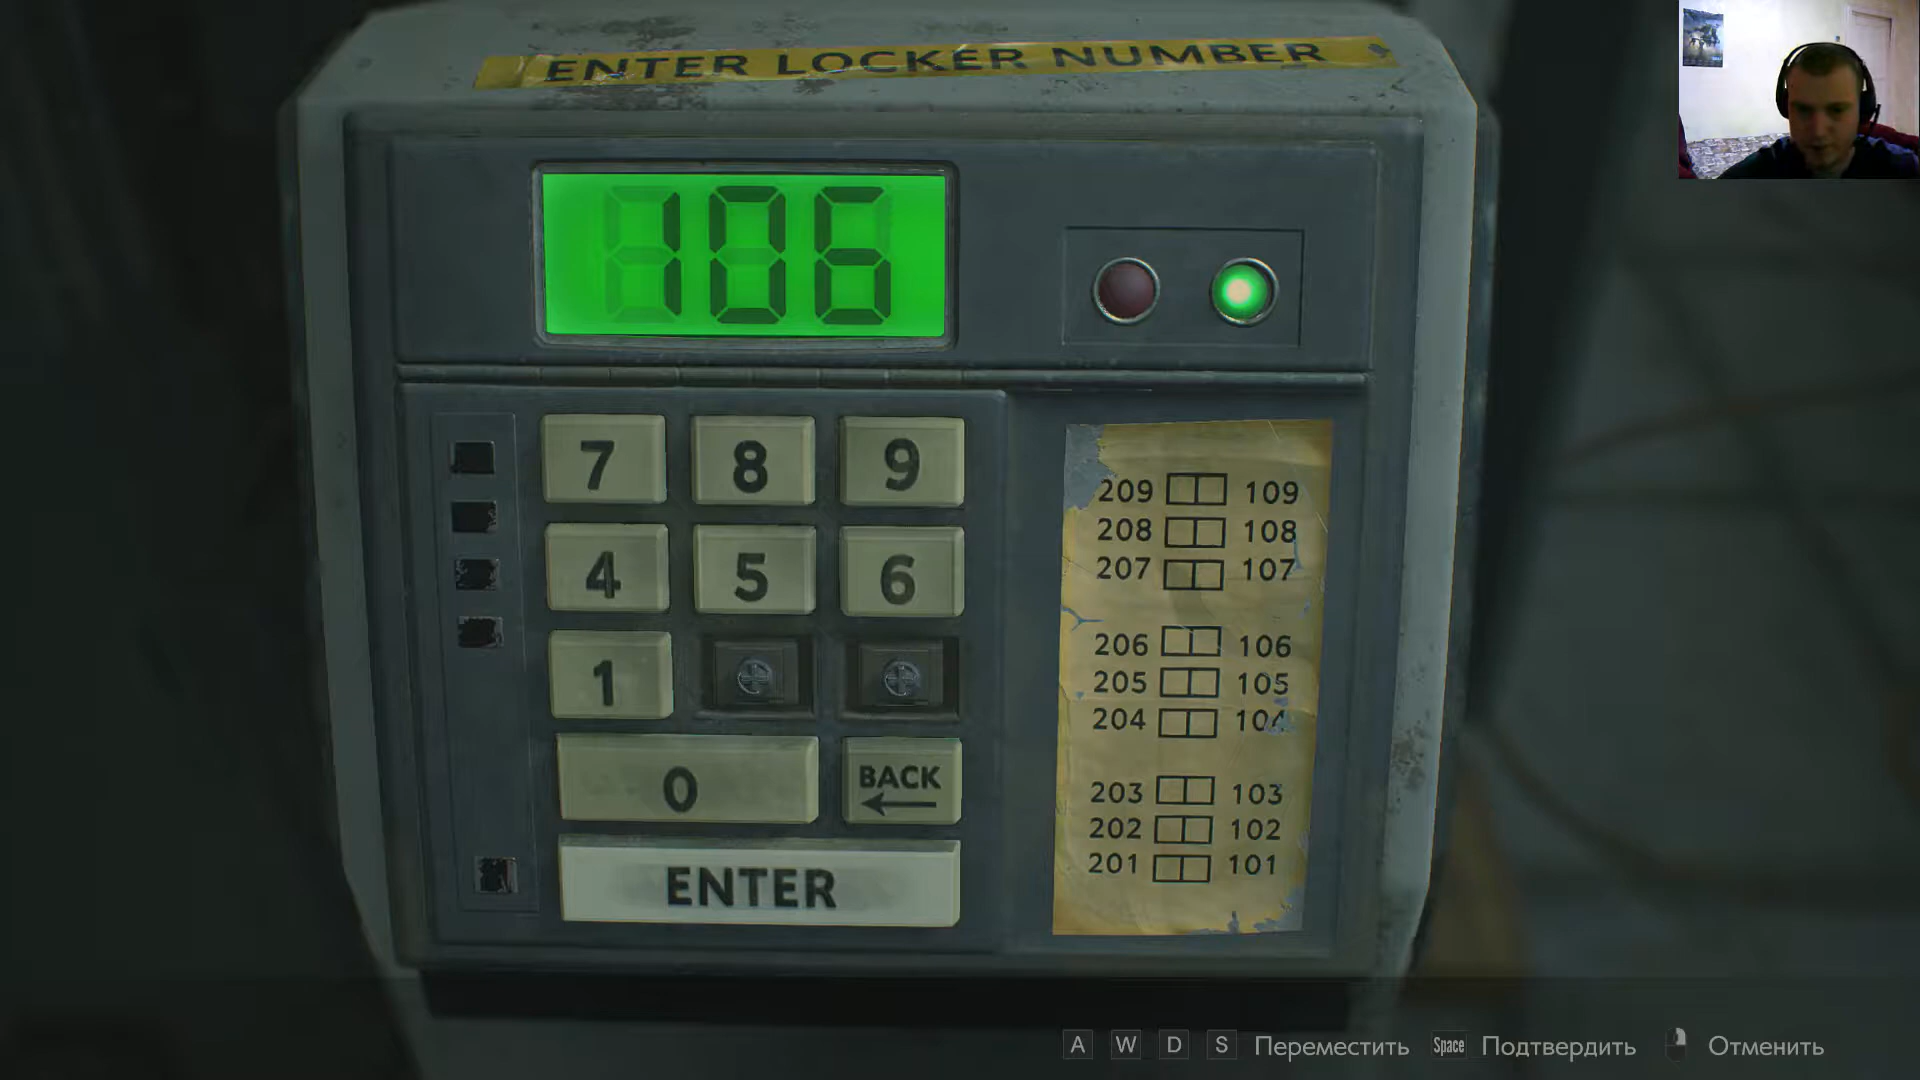 ENTER LOCKER NUMBER
106
7 8 9
4 5 6
1
0 BACK
ENTER
209 109
208 108
207 107
206 106
205 105
204 104
203 103
202 102
201 101
A W D S Переместить Space Подтвердить Отменить